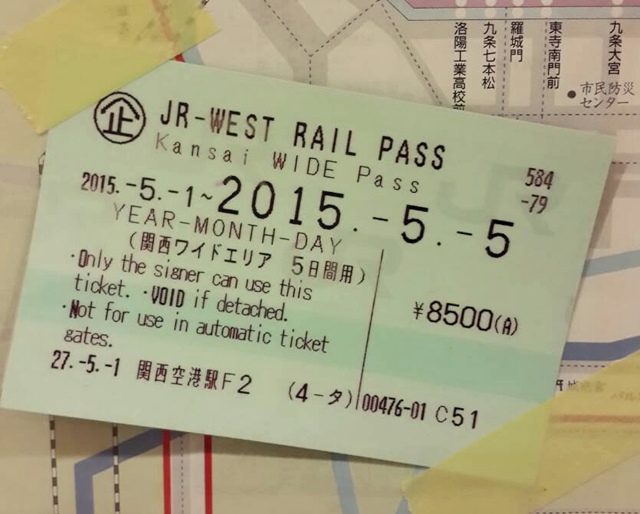 洛陽工業高校前
九条七本松
羅城門
東寺南門前
九条大宮
市民防災
センター
企 JR-WEST RAIL PASS
Kansai WIDE Pass
584
-79
2015.-5.-1~2015.-5.-5
YEAR-MONTH-DAY
(関西ワイドエリア 5日間用)
・Only the signer can use this
ticket. ・VOID if detached.
・Not for use in automatic ticket
gates.
¥8500(A)
27.-5.-1 関西空港駅F2 (4-タ) 00476-01 C51